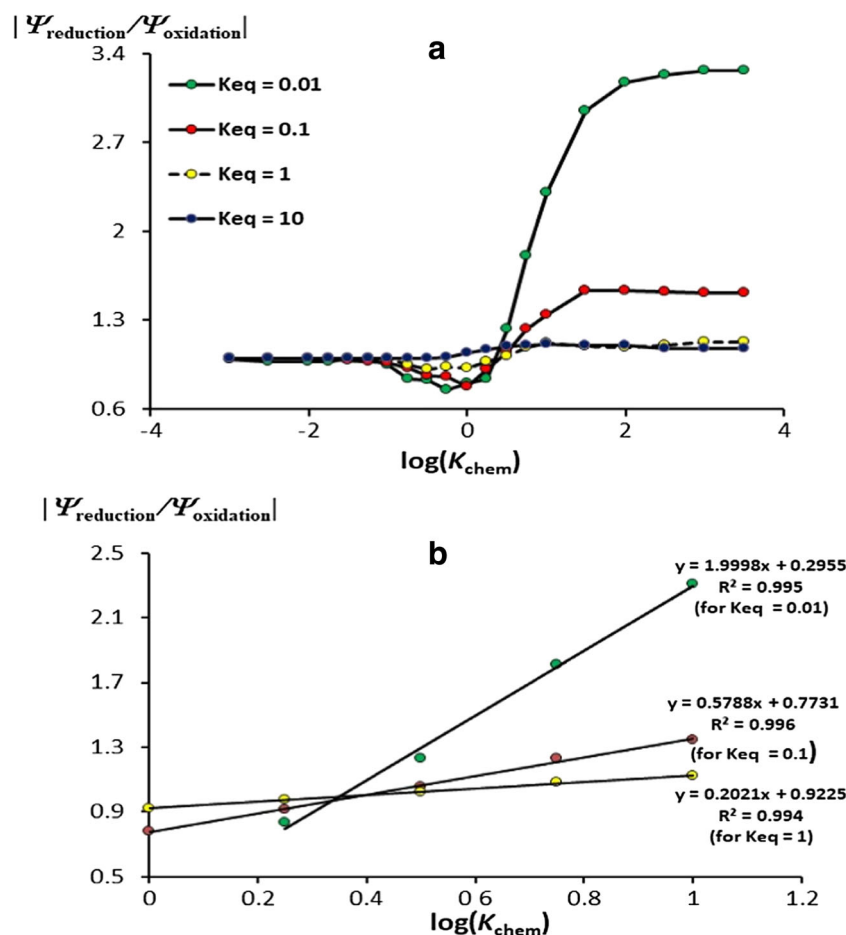 |Ψreduction/Ψoxidation|
a
3.4
2.7
2
1.3
0.6
Keq = 0.01
Keq = 0.1
Keq = 1
Keq = 10
-4 -2 0 2 4
log(Kchem)
|Ψreduction/Ψoxidation|
b
2.5
2.1
1.7
1.3
0.9
0.5
y = 1.9998x + 0.2955
R² = 0.995
(for Keq = 0.01)
y = 0.5788x + 0.7731
R² = 0.996
(for Keq = 0.1)
y = 0.2021x + 0.9225
R² = 0.994
(for Keq = 1)
0 0.2 0.4 0 6 0.8 1 1.2
log(Kchem)